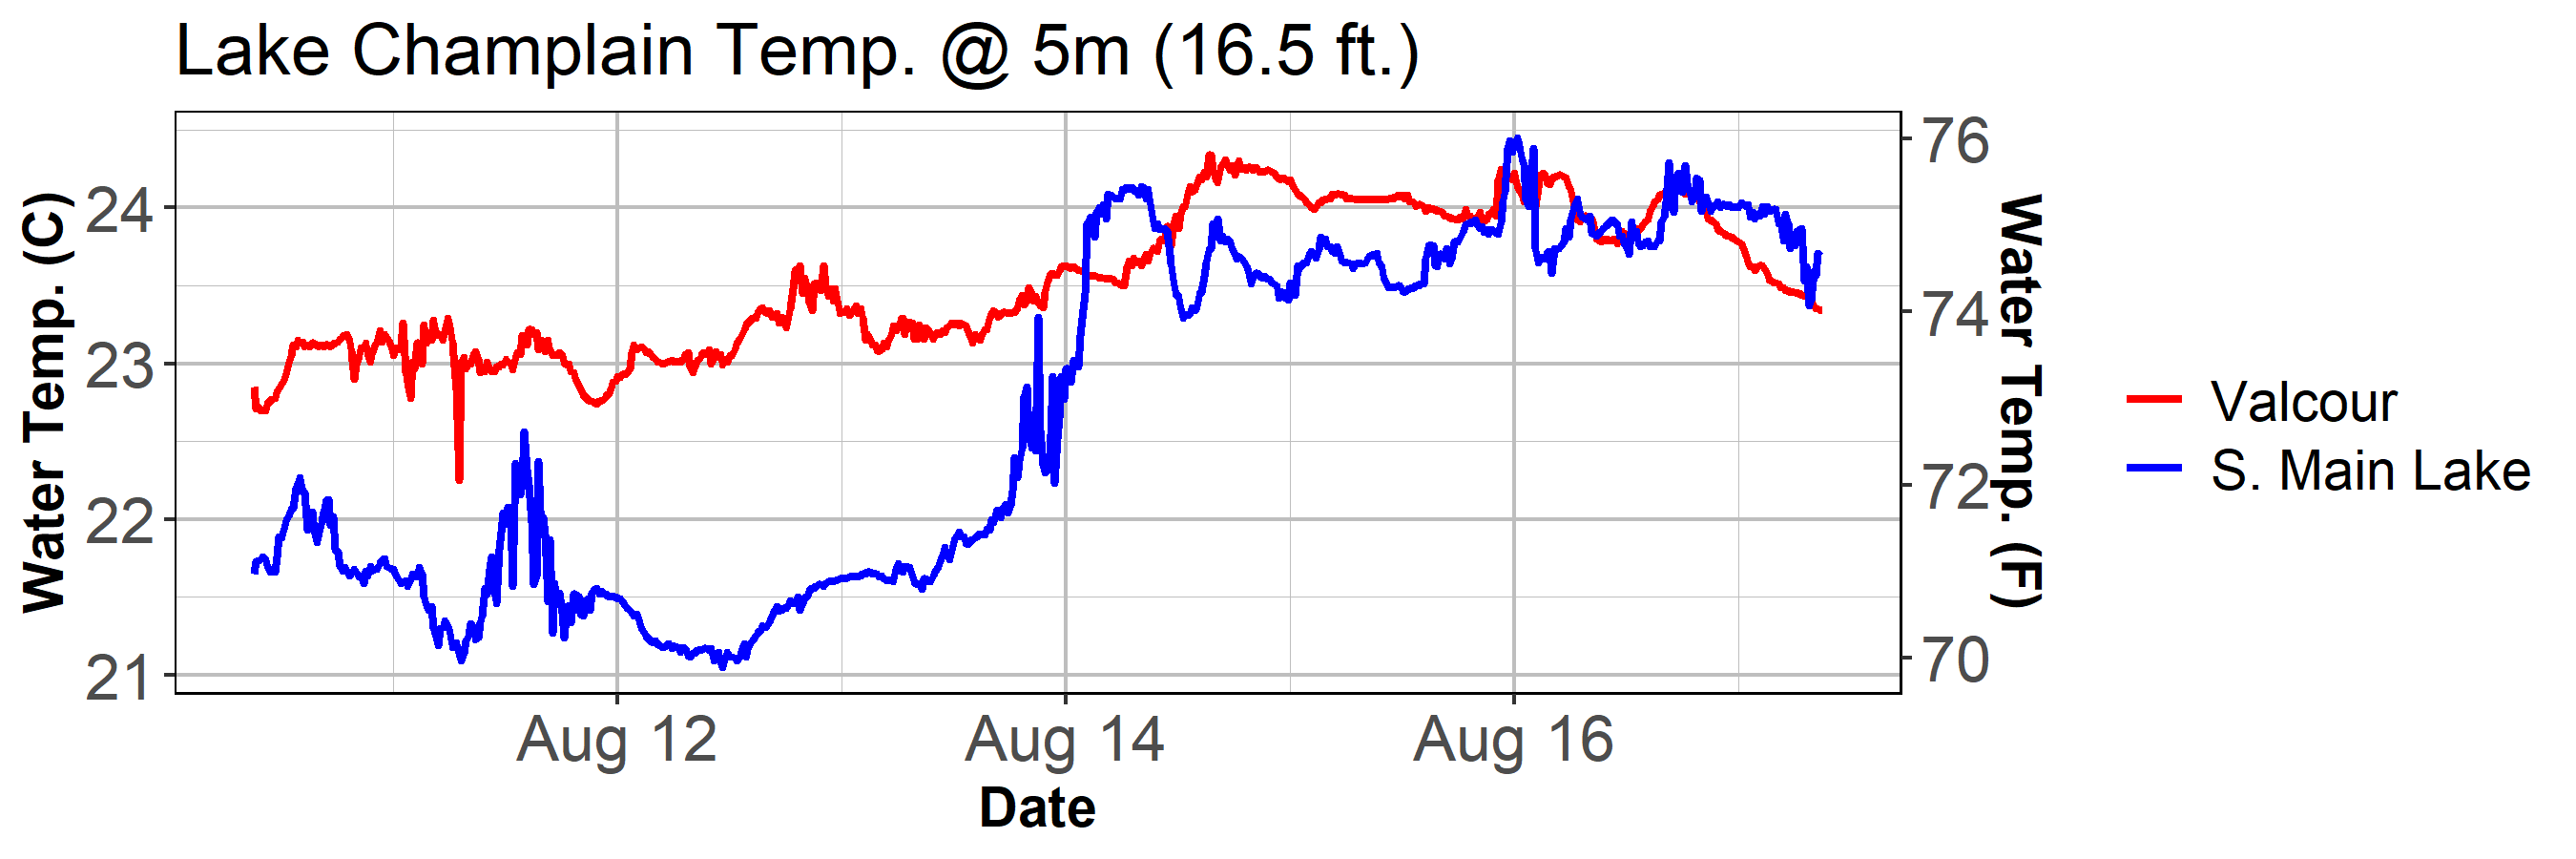 Lake Champlain Temp. @ 5m (16.5 ft.)
Water Temp. (C)
24
23
22
21
76
74
72
70
Water Temp. (F)
Aug 12
Aug 14
Aug 16
Date
Valcour
S. Main Lake